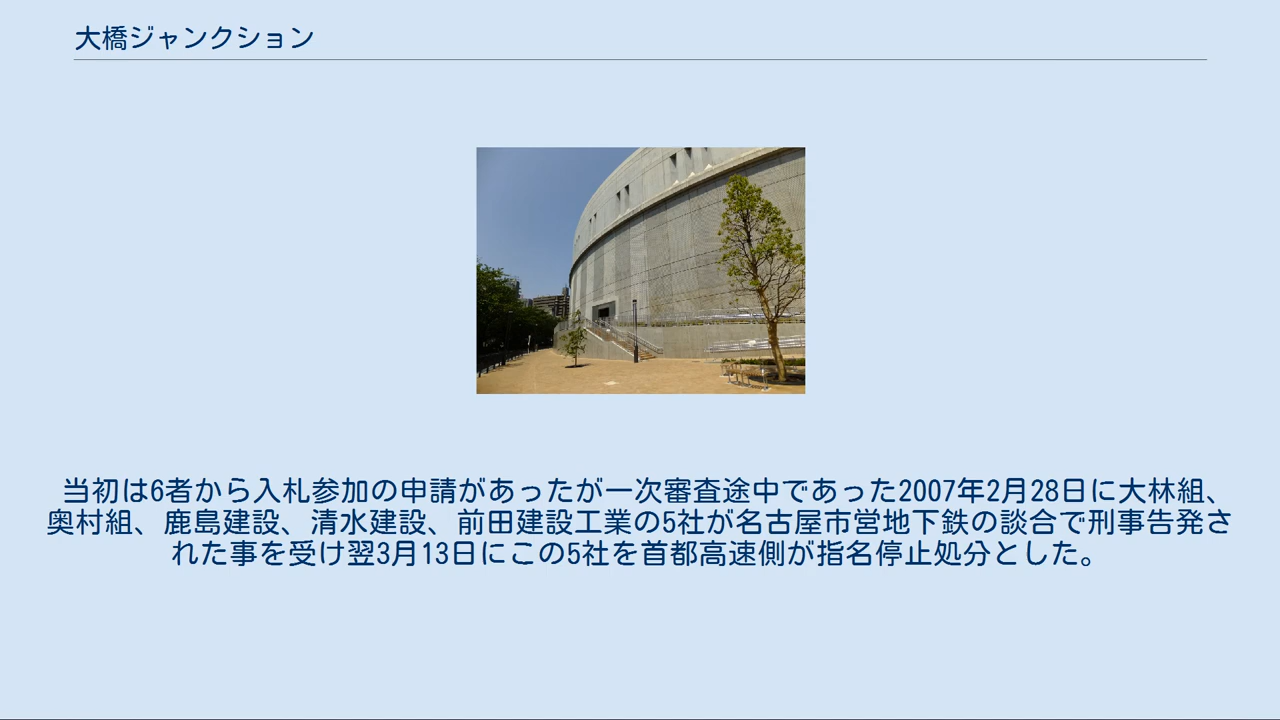 大橋ジャンクション
当初は6者から入札参加の申請があったが一次審査途中であった2007年2月28日に大林組、
奥村組、鹿島建設、清水建設、前田建設工業の5社が名古屋市営地下鉄の談合で刑事告発さ
れた事を受け翌3月13日にこの5社を首都高速側が指名停止処分とした。